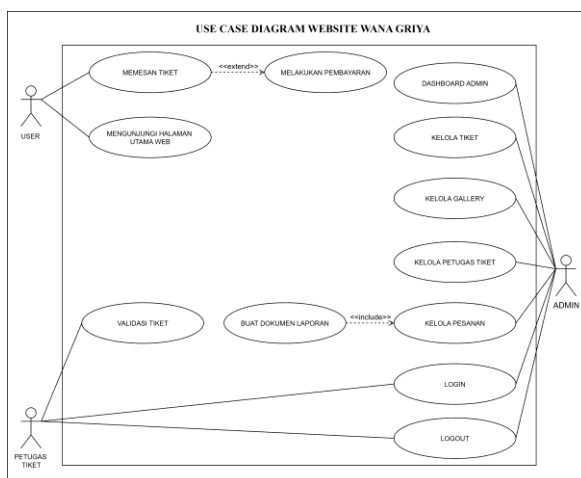 USE CASE DIAGRAM WEBSITE WANA GRIYA
MEMESAN TIKET
<<extend>>
MELAKUKAN PEMBAYARAN
DASHBOARD ADMIN
USER
MENGUNJUNGI HALAMAN
UTAMA WEB
KELOLA TIKET
KELOLA GALLERY
KELOLA PETUGAS TIKET
ADMIN
VALIDASI TIKET
BUAT DOKUMEN LAPORAN
<<include>>
KELOLA PESANAN
LOGIN
LOGOUT
PETUGAS
TIKET